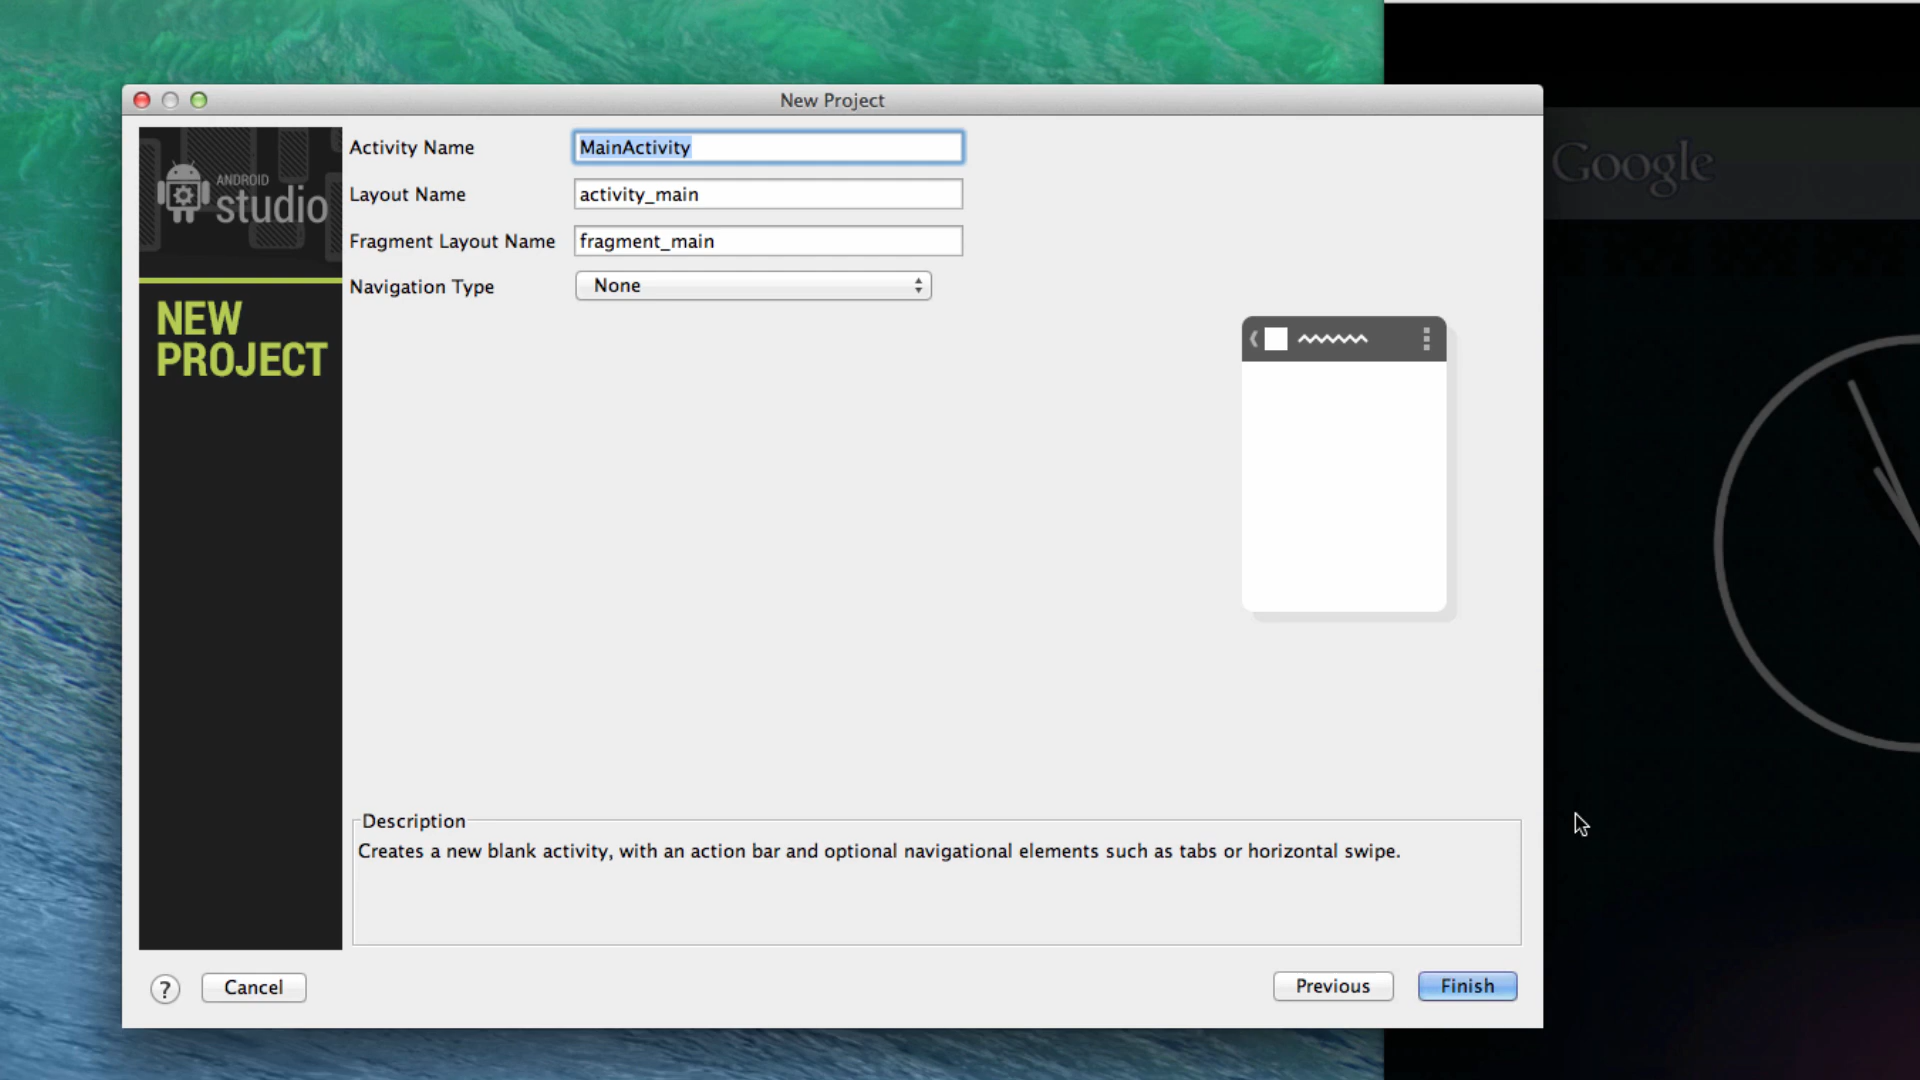 New Project
ANDROID
studio
NEW
PROJECT
Activity Name MainActivity
Layout Name activity_main
Fragment Layout Name fragment_main
Navigation Type None
Google
Description
Creates a new blank activity, with an action bar and optional navigational elements such as tabs or horizontal swipe.
? Cancel Previous Finish